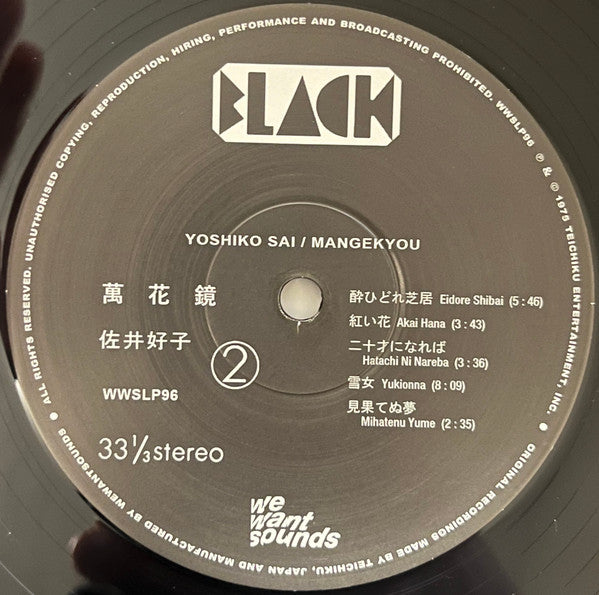 ● ALL RIGHTS RESERVED. UNAUTHORISED COPYING, REPRODUCTION, HIRING, PERFORMANCE AND BROADCASTING PROHIBITED. WWSLP96 ℗ & © 1975 TEICHIKU ENTERTAINMENT, INC.
BLACK
YOSHIKO SAI / MANGEKYOU
萬花鏡
佐井好子
②
WWSLP96
33 1/3 stereo
酔ひどれ芝居 Eidore Shibai (5 : 46)
紅い花 Akai Hana (3 : 43)
二十才になれば
Hatachi Ni Nareba (3 : 36)
雪女 Yukionna (8 : 09)
見果てぬ夢
Mihatenu Yume (2 : 35)
we
want
sounds
● ORIGINAL RECORDINGS MADE BY TEICHIKU, JAPAN AND MANUFACTURED BY WEWANTSOUNDS